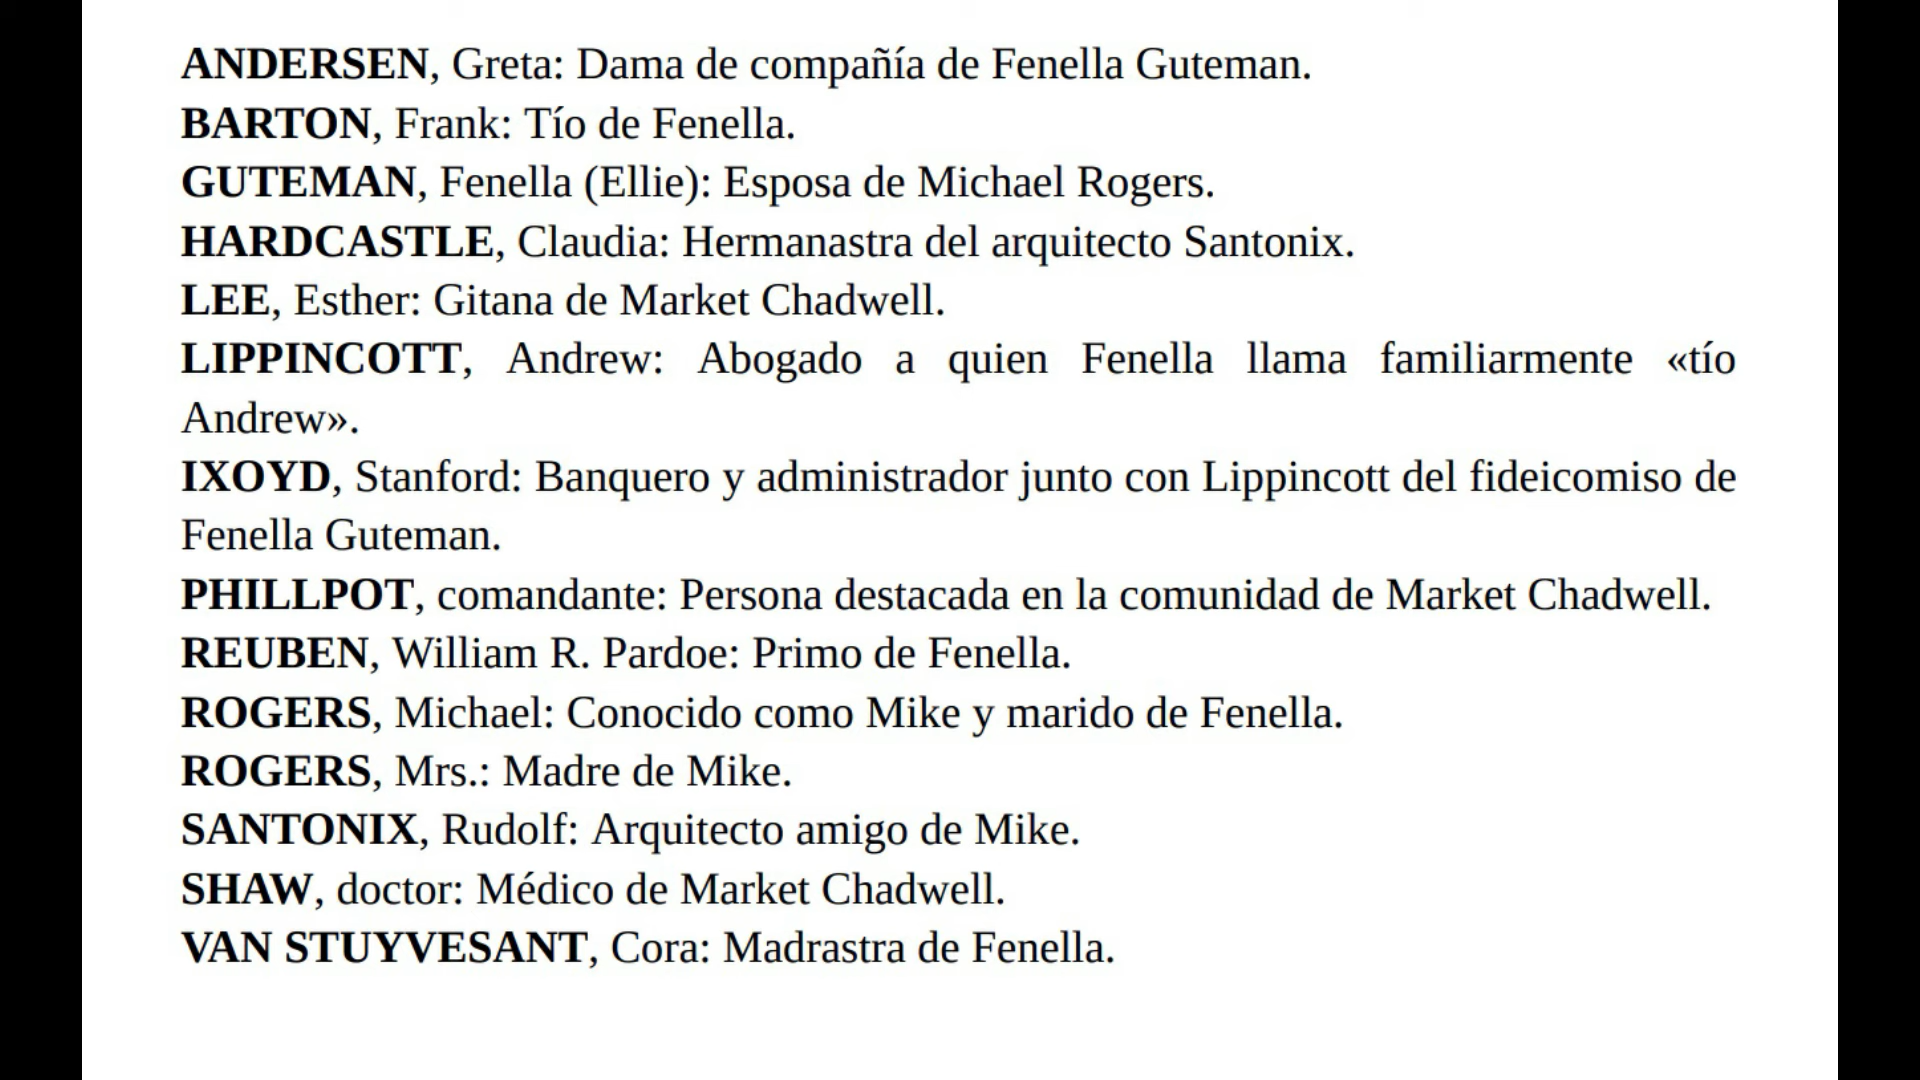 ANDERSEN, Greta: Dama de compañía de Fenella Guteman.
BARTON, Frank: Tío de Fenella.
GUTEMAN, Fenella (Ellie): Esposa de Michael Rogers.
HARDCASTLE, Claudia: Hermanastra del arquitecto Santonix.
LEE, Esther: Gitana de Market Chadwell.
LIPPINCOTT, Andrew: Abogado a quien Fenella llama familiarmente «tío
Andrew».
IXOYD, Stanford: Banquero y administrador junto con Lippincott del fideicomiso de
Fenella Guteman.
PHILLPOT, comandante: Persona destacada en la comunidad de Market Chadwell.
REUBEN, William R. Pardoe: Primo de Fenella.
ROGERS, Michael: Conocido como Mike y marido de Fenella.
ROGERS, Mrs.: Madre de Mike.
SANTONIX, Rudolf: Arquitecto amigo de Mike.
SHAW, doctor: Médico de Market Chadwell.
VAN STUYVESANT, Cora: Madrastra de Fenella.